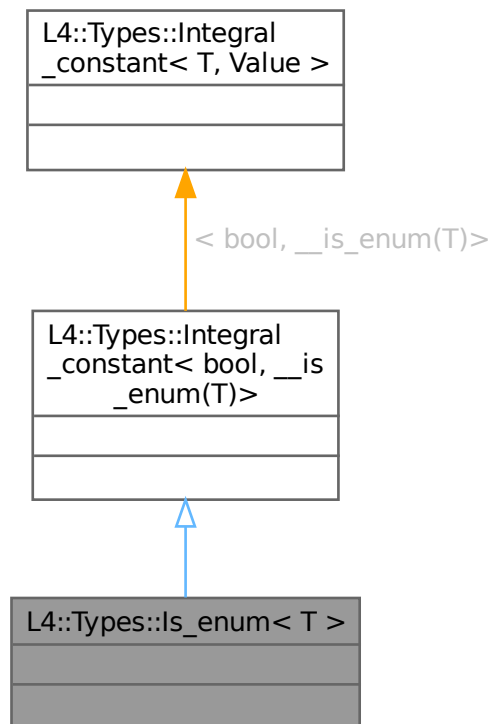 L4::Types::Integral
_constant< T, Value >
< bool, __is_enum(T)>
L4::Types::Integral
_constant< bool, __is
_enum(T)>
L4::Types::Is_enum< T >